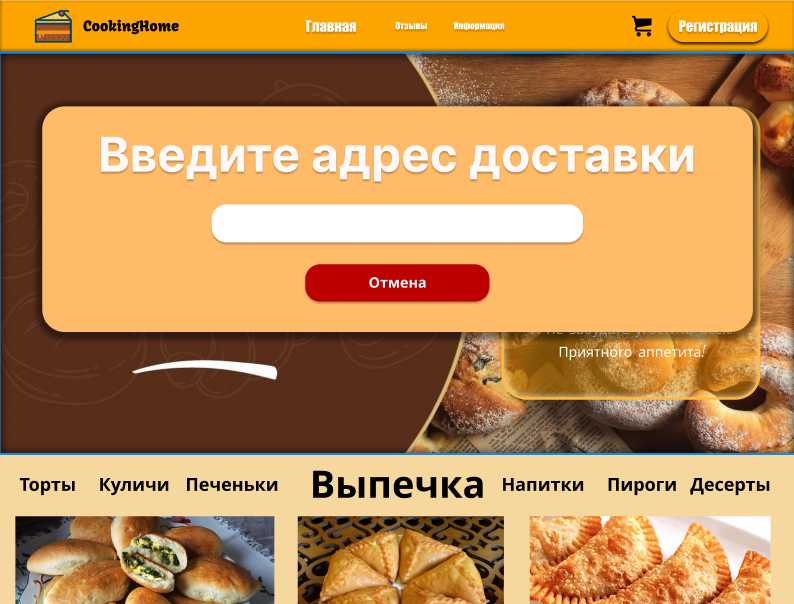 CookingHome
Главная
Отзывы
Информация
Регистрация
Введите адрес доставки
Отмена
Приятного аппетита!
Торты
Куличи
Печеньки
Выпечка
Напитки
Пироги
Десерты